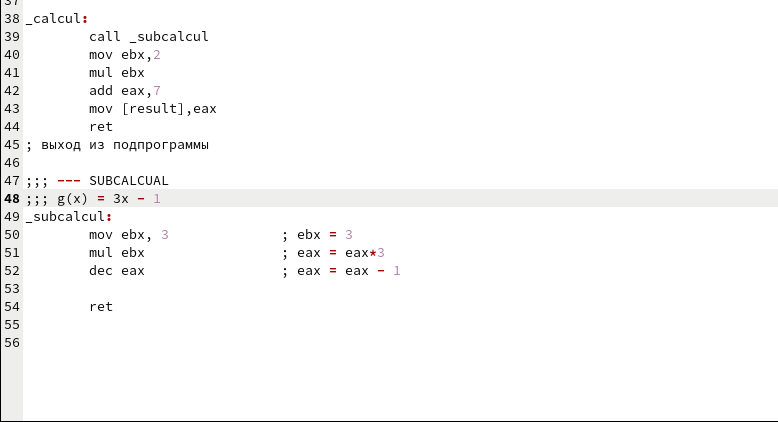 37
38 _calcul:
39         call _subcalcul
40         mov ebx,2
41         mul ebx
42         add eax,7
43         mov [result],eax
44         ret
45 ; выход из подпрограммы
46
47 ;;; --- SUBCALCUAL
48 ;;; g(x) = 3x - 1
49 _subcalcul:
50         mov ebx, 3              ; ebx = 3
51         mul ebx                 ; eax = eax*3
52         dec eax                 ; eax = eax - 1
53
54         ret
55
56